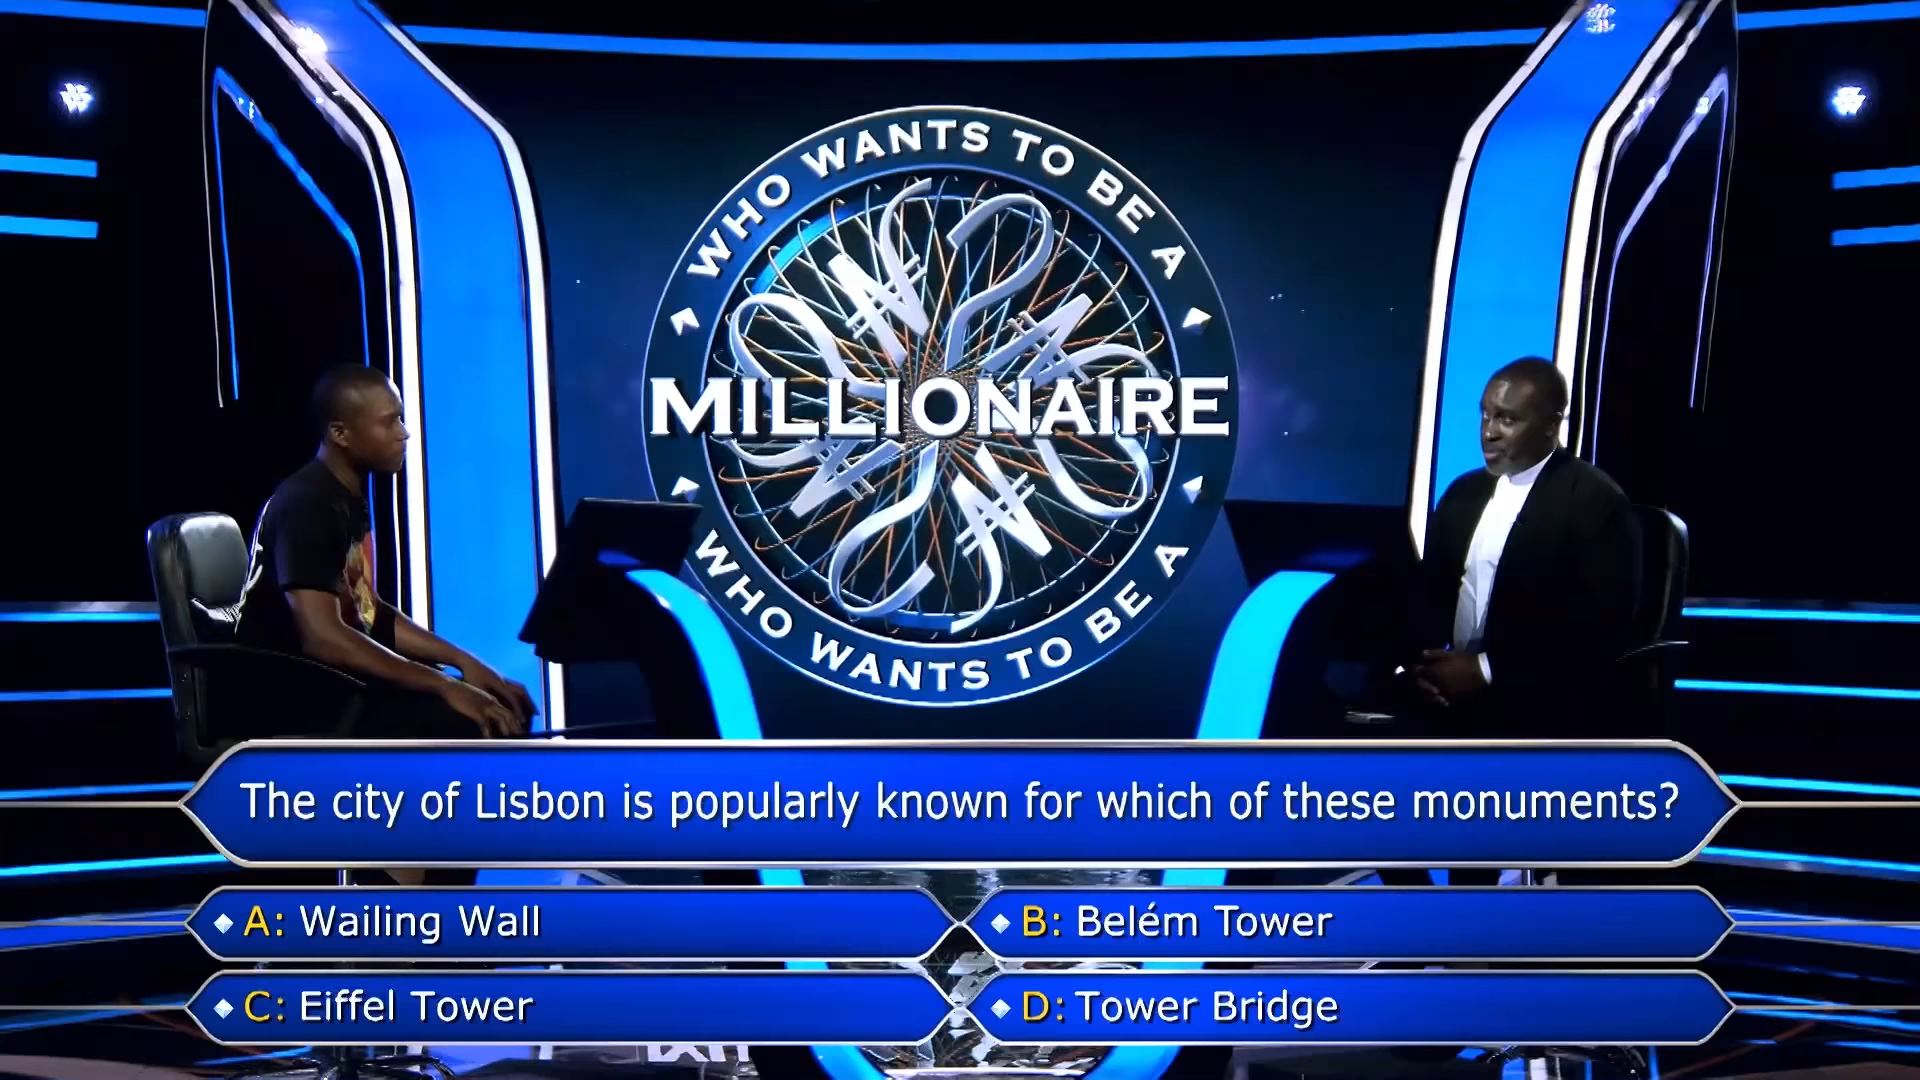 WHO WANTS TO BE A
MILLIONAIRE
WHO WANTS TO BE A
The city of Lisbon is popularly known for which of these monuments?
A: Wailing Wall
B: Belém Tower
C: Eiffel Tower
D: Tower Bridge